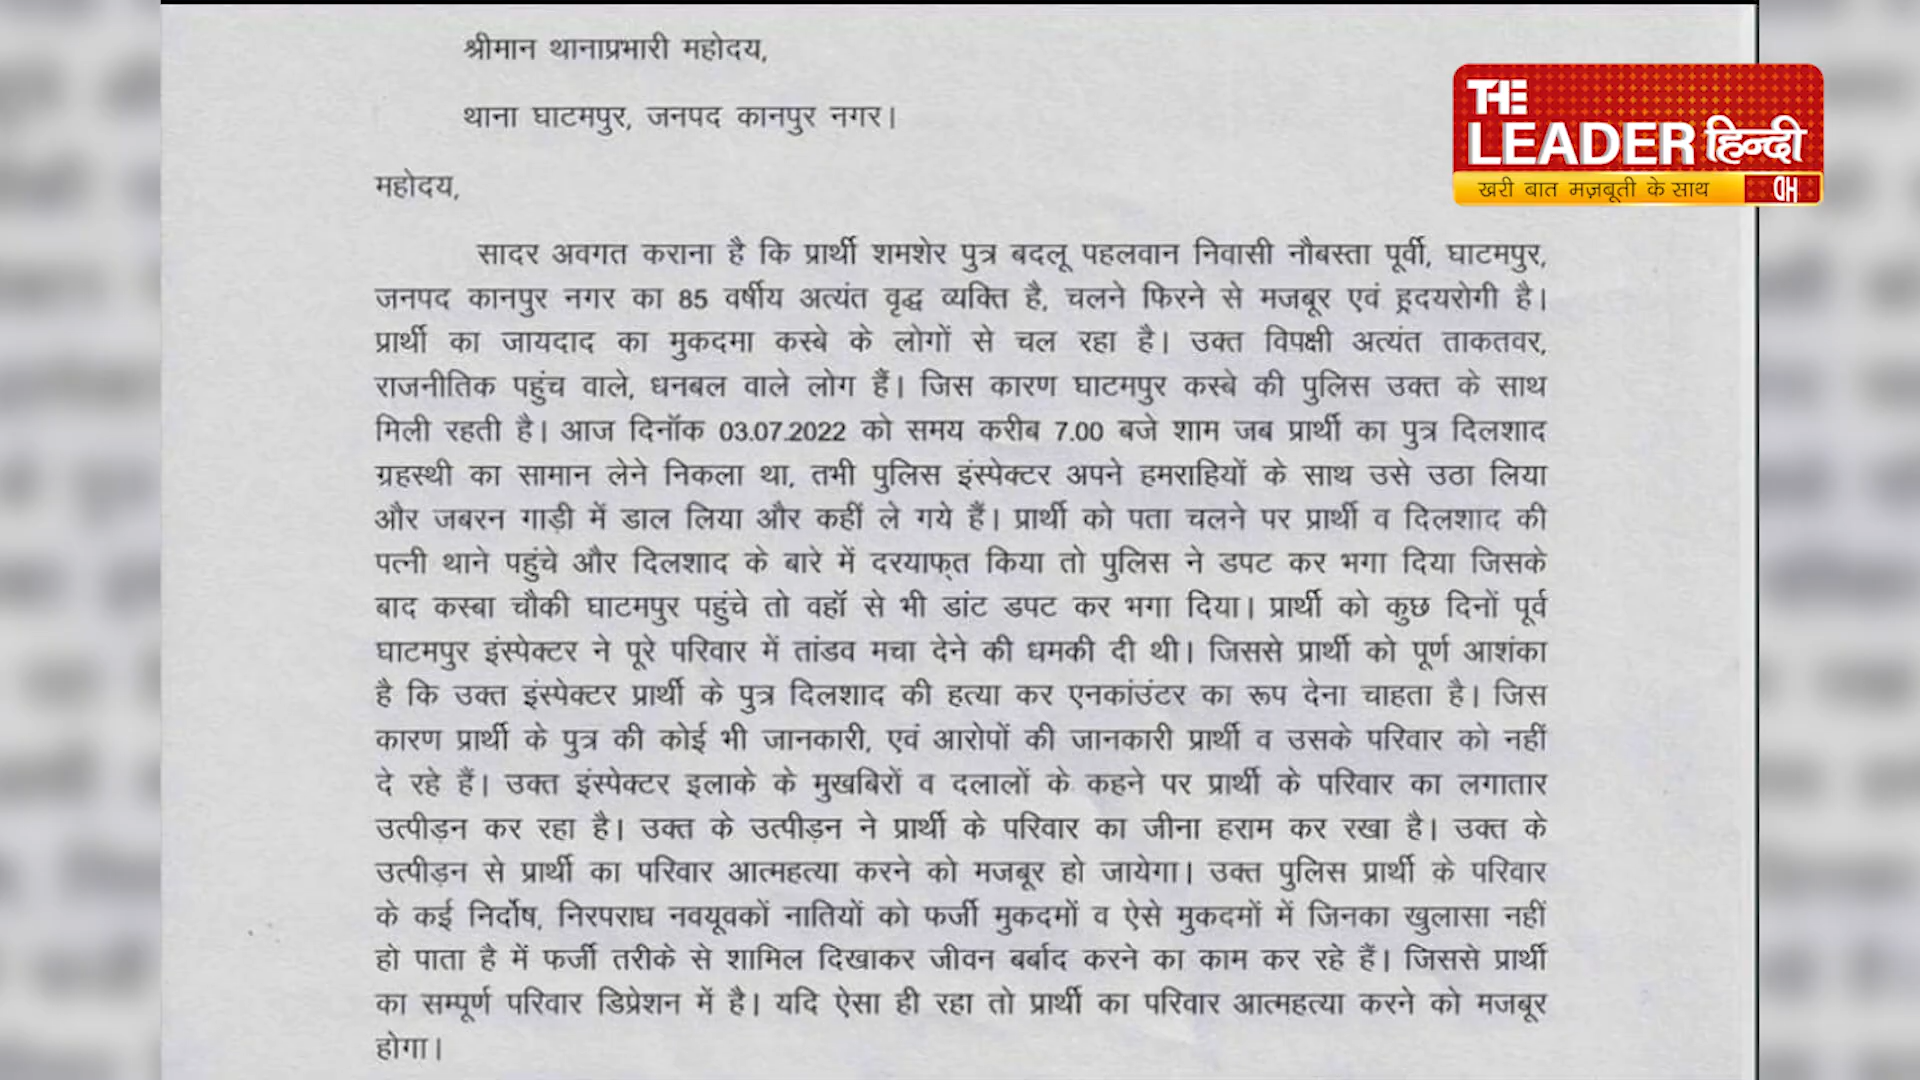 श्रीमान थानाप्रभारी महोदय,
थाना घाटमपुर, जनपद कानपुर नगर।
THE
LEADER हिन्दी
खरी बात मज़बूती के साथ
HD
महोदय,
सादर अवगत कराना है कि प्रार्थी शमशेर पुत्र बदलू पहलवान निवासी नौबस्ता पूर्वी, घाटमपुर,
जनपद कानपुर नगर का 85 वर्षीय अत्यंत वृद्ध व्यक्ति है, चलने फिरने से मजबूर एवं ह्रदयरोगी है।
प्रार्थी का जायदाद का मुकदमा कस्बे के लोगों से चल रहा है। उक्त विपक्षी अत्यंत ताकतवर,
राजनीतिक पहुंच वाले, धनबल वाले लोग हैं। जिस कारण घाटमपुर कस्बे की पुलिस उक्त के साथ
मिली रहती है। आज दिनॉक 03.07.2022 को समय करीब 7.00 बजे शाम जब प्रार्थी का पुत्र दिलशाद
ग्रहस्थी का सामान लेने निकला था, तभी पुलिस इंस्पेक्टर अपने हमराहियों के साथ उसे उठा लिया
और जबरन गाड़ी में डाल लिया और कहीं ले गये हैं। प्रार्थी को पता चलने पर प्रार्थी व दिलशाद की
पत्नी थाने पहुंचे और दिलशाद के बारे में दरयाफ्त किया तो पुलिस ने डपट कर भगा दिया जिसके
बाद कस्बा चौकी घाटमपुर पहुंचे तो वहॉ से भी डांट डपट कर भगा दिया। प्रार्थी को कुछ दिनों पूर्व
घाटमपुर इंस्पेक्टर ने पूरे परिवार में तांडव मचा देने की धमकी दी थी। जिससे प्रार्थी को पूर्ण आशंका
है कि उक्त इंस्पेक्टर प्रार्थी के पुत्र दिलशाद की हत्या कर एनकांउंटर का रूप देना चाहता है। जिस
कारण प्रार्थी के पुत्र की कोई भी जानकारी, एवं आरोपों की जानकारी प्रार्थी व उसके परिवार को नहीं
दे रहे हैं। उक्त इंस्पेक्टर इलाके के मुखबिरों व दलालों के कहने पर प्रार्थी के परिवार का लगातार
उत्पीड़न कर रहा है। उक्त के उत्पीड़न ने प्रार्थी के परिवार का जीना हराम कर रखा है। उक्त के
उत्पीड़न से प्रार्थी का परिवार आत्महत्या करने को मजबूर हो जायेगा। उक्त पुलिस प्रार्थी के परिवार
के कई निर्दोष, निरपराध नवयूवकों नातियों को फर्जी मुकदमों व ऐसे मुकदमों में जिनका खुलासा नहीं
हो पाता है में फर्जी तरीके से शामिल दिखाकर जीवन बर्बाद करने का काम कर रहे हैं। जिससे प्रार्थी
का सम्पूर्ण परिवार डिप्रेशन में है। यदि ऐसा ही रहा तो प्रार्थी का परिवार आत्महत्या करने को मजबूर
होगा।